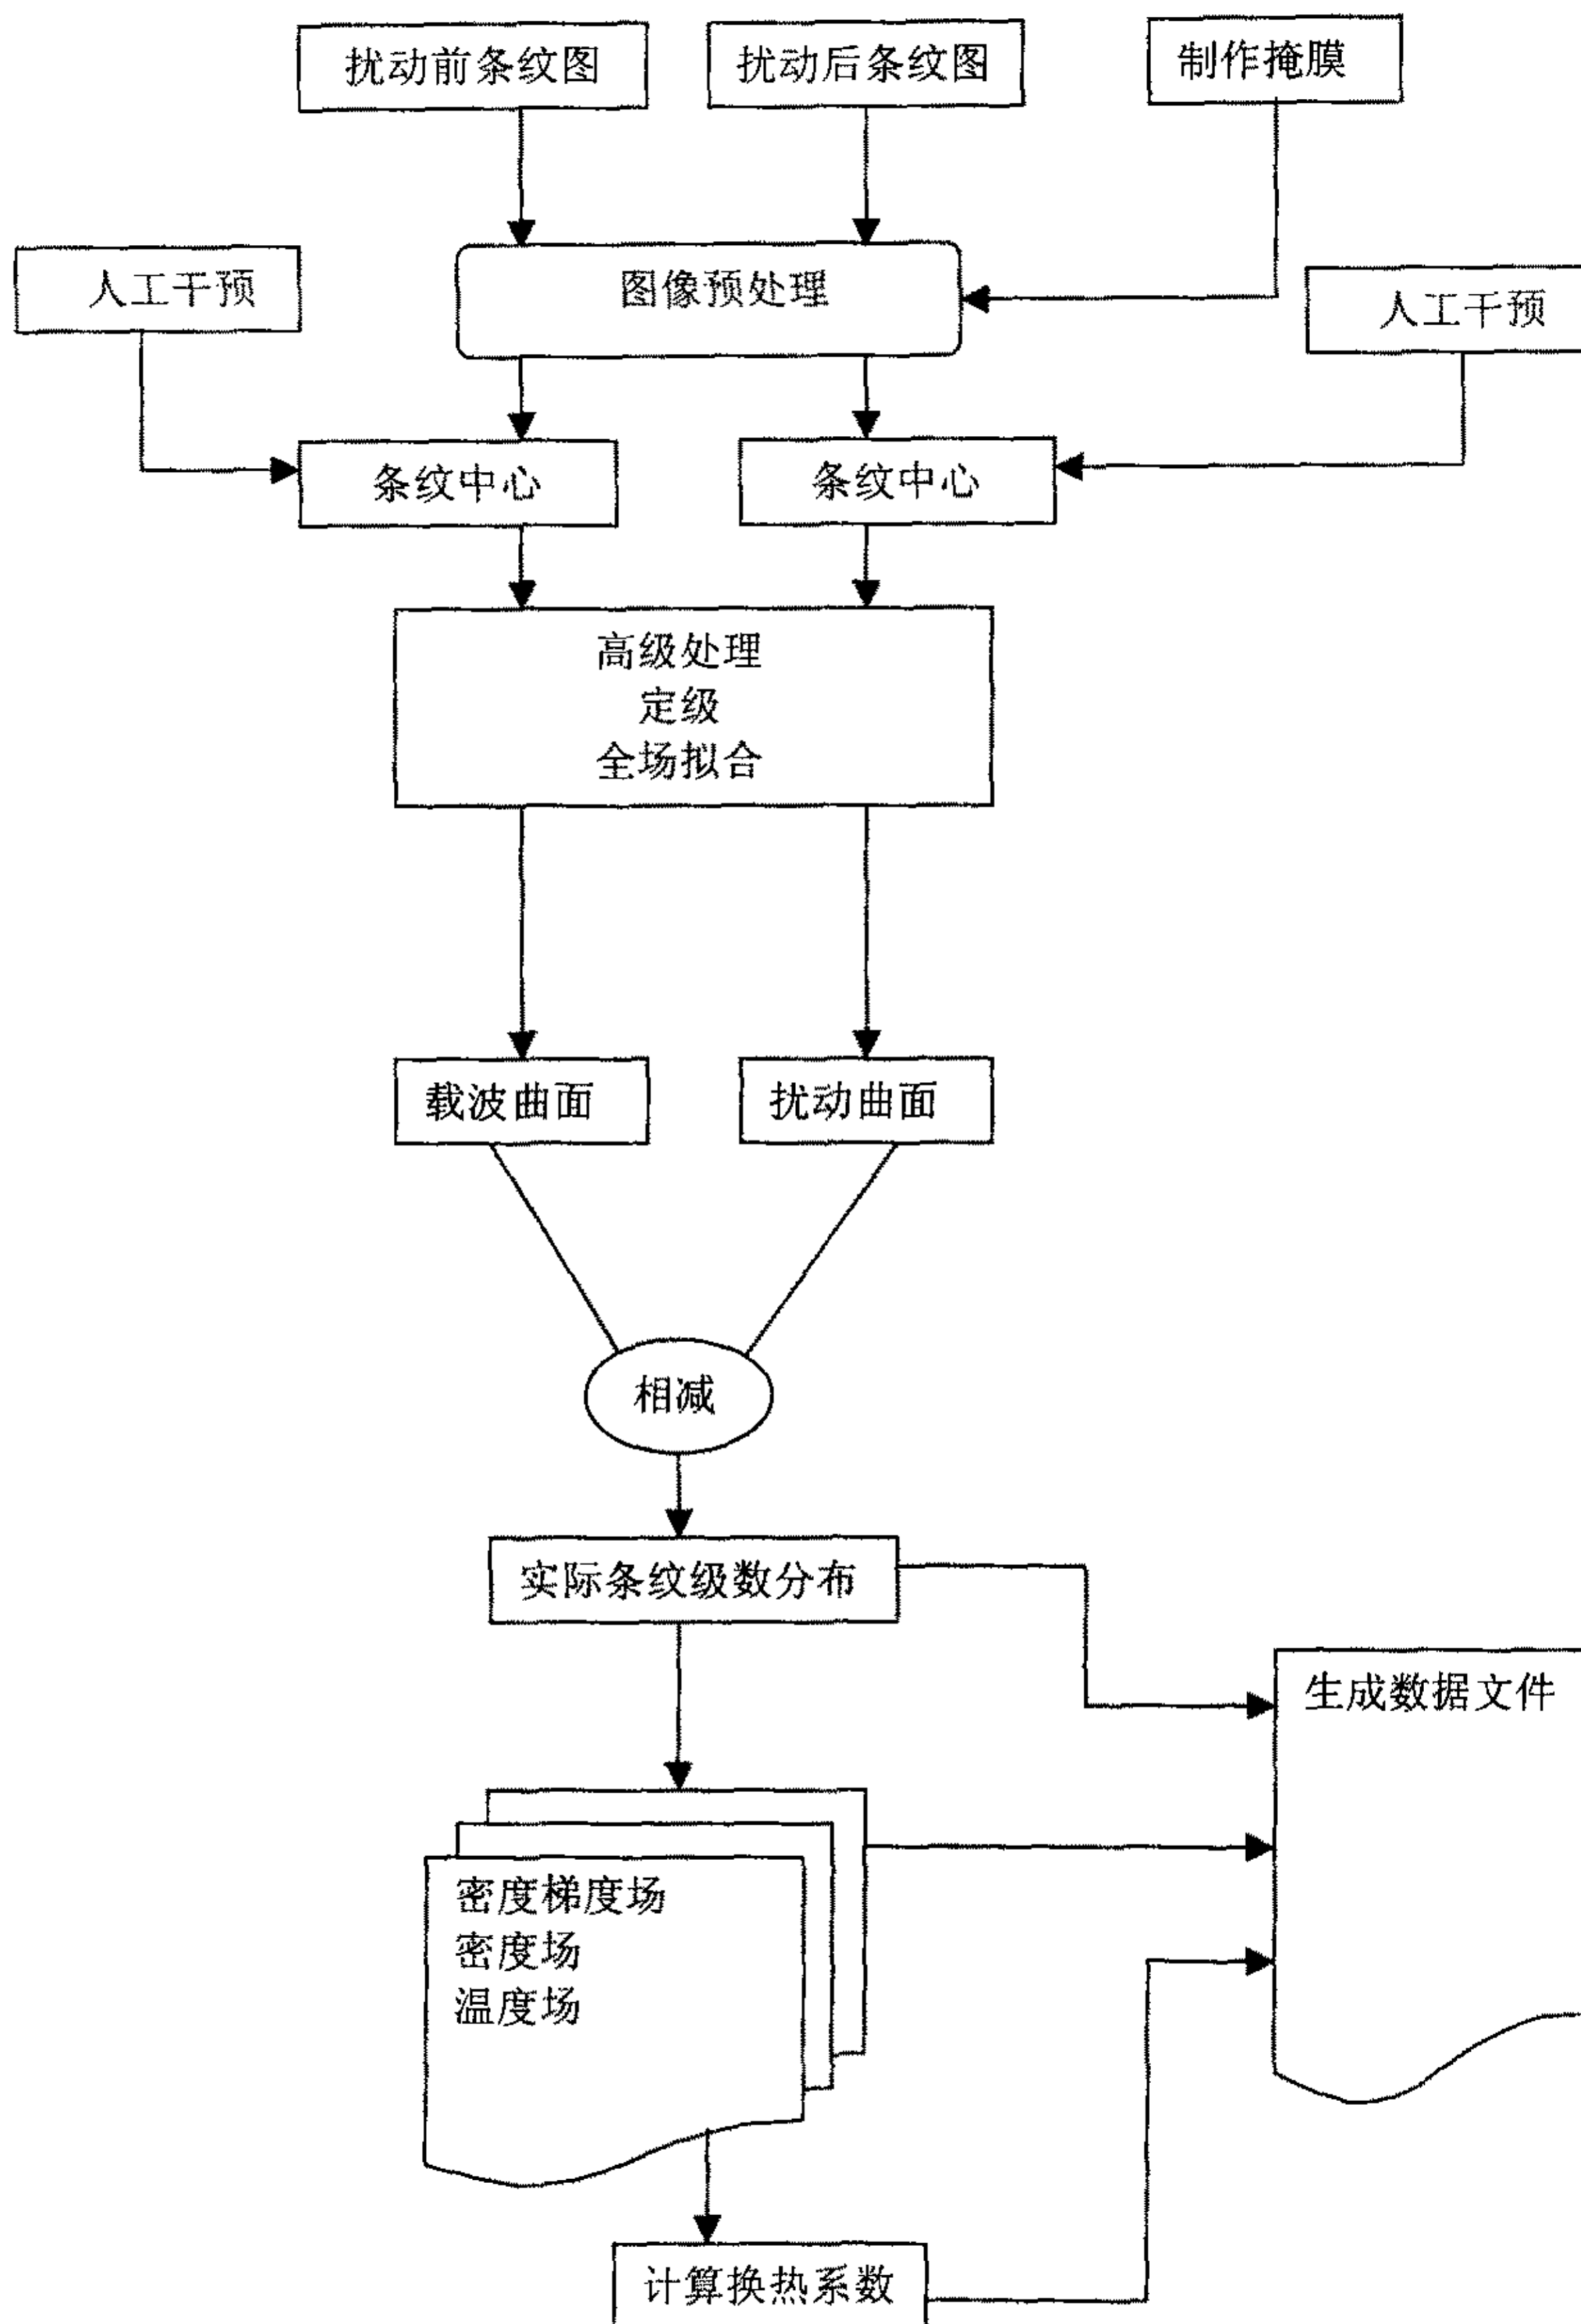 扰动前条纹图
扰动后条纹图
制作掩膜
人工干预
图像预处理
人工干预
条纹中心
条纹中心
高级处理
定级
全场拟合
载波曲面
扰动曲面
相减
实际条纹级数分布
生成数据文件
密度梯度场
密度场
温度场
计算换热系数